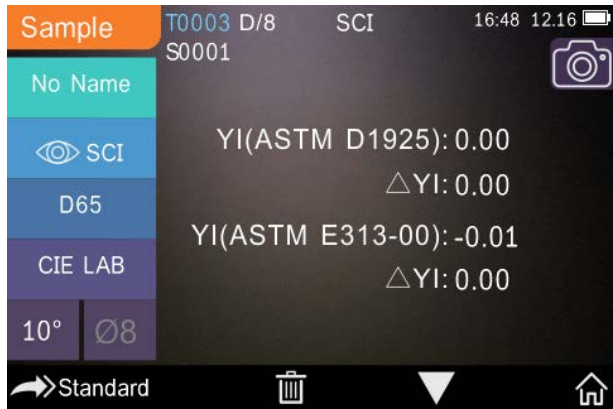 Sample
T0003 D/8 SCI 16:48 12.16
S0001
No Name
SCI
D65
CIE LAB
10° Ø8
YI(ASTM D1925): 0.00
△YI: 0.00
YI(ASTM E313-00): -0.01
△YI: 0.00
Standard